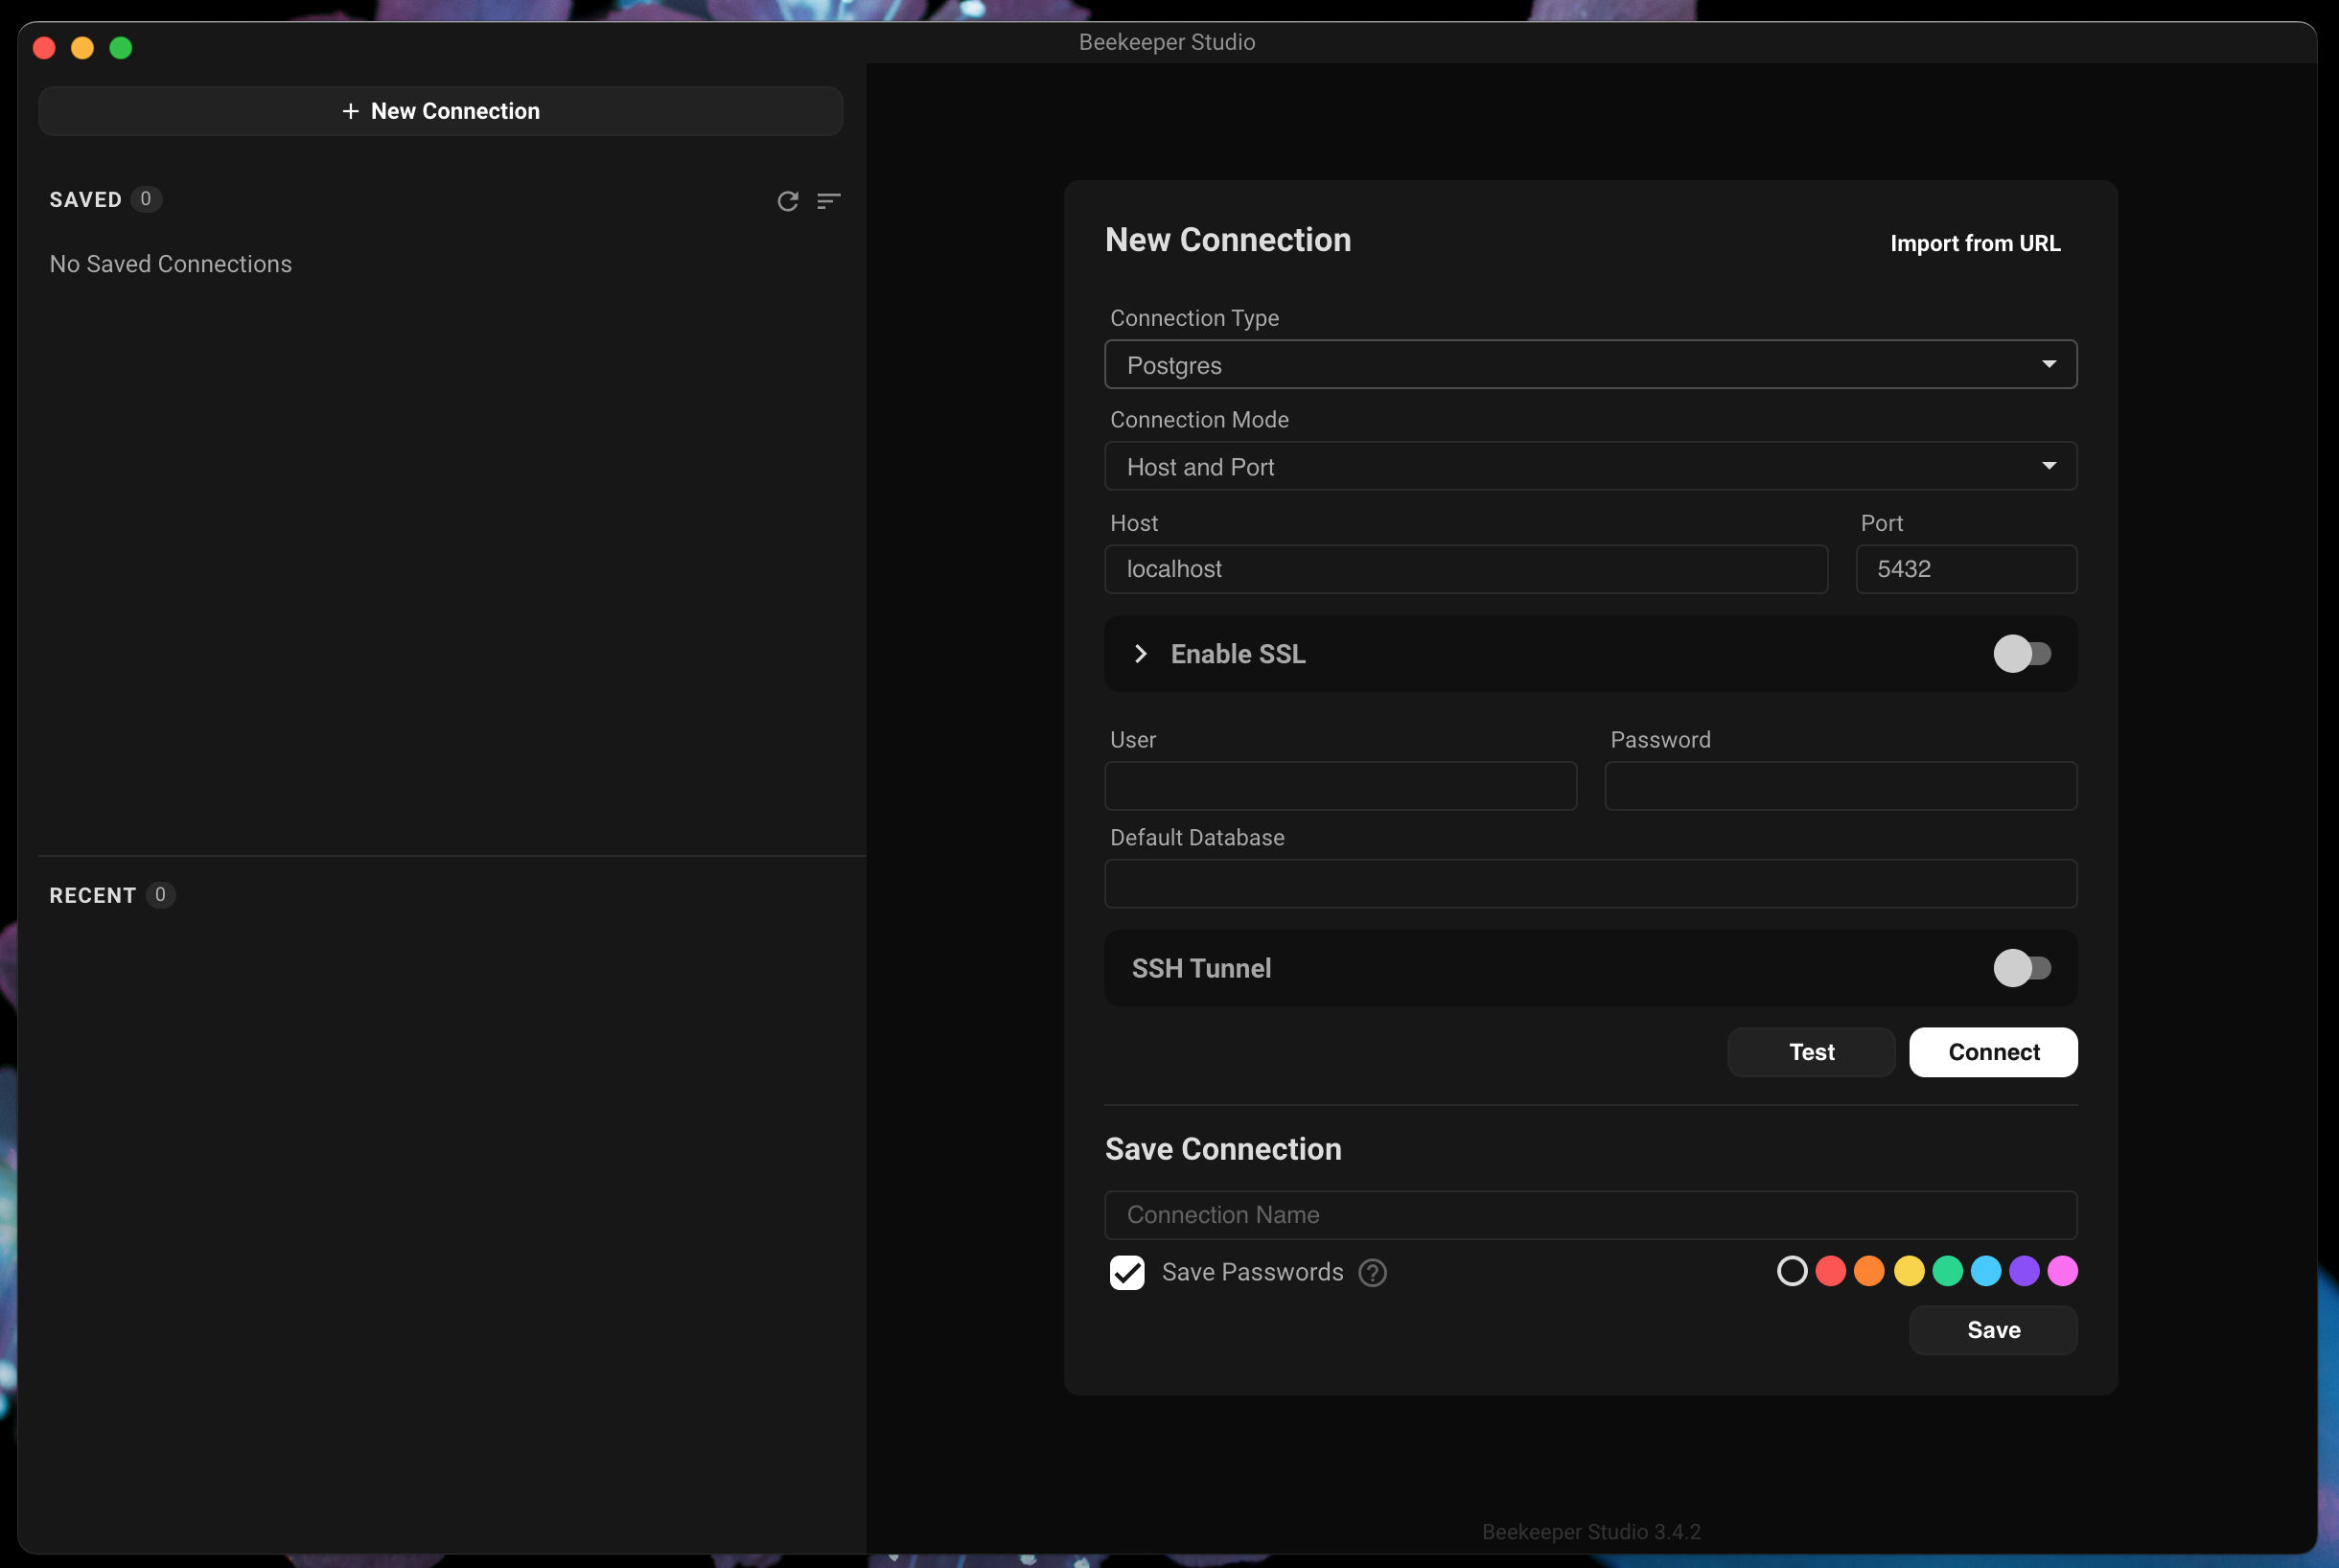 Beekeeper Studio
+ New Connection
SAVED 0
No Saved Connections
RECENT 0
New Connection
Import from URL
Connection Type
Postgres
Connection Mode
Host and Port
Host
Port
localhost
5432
Enable SSL
User
Password
Default Database
SSH Tunnel
Test
Connect
Save Connection
Connection Name
Save Passwords ?
Save
Beekeeper Studio 3.4.2